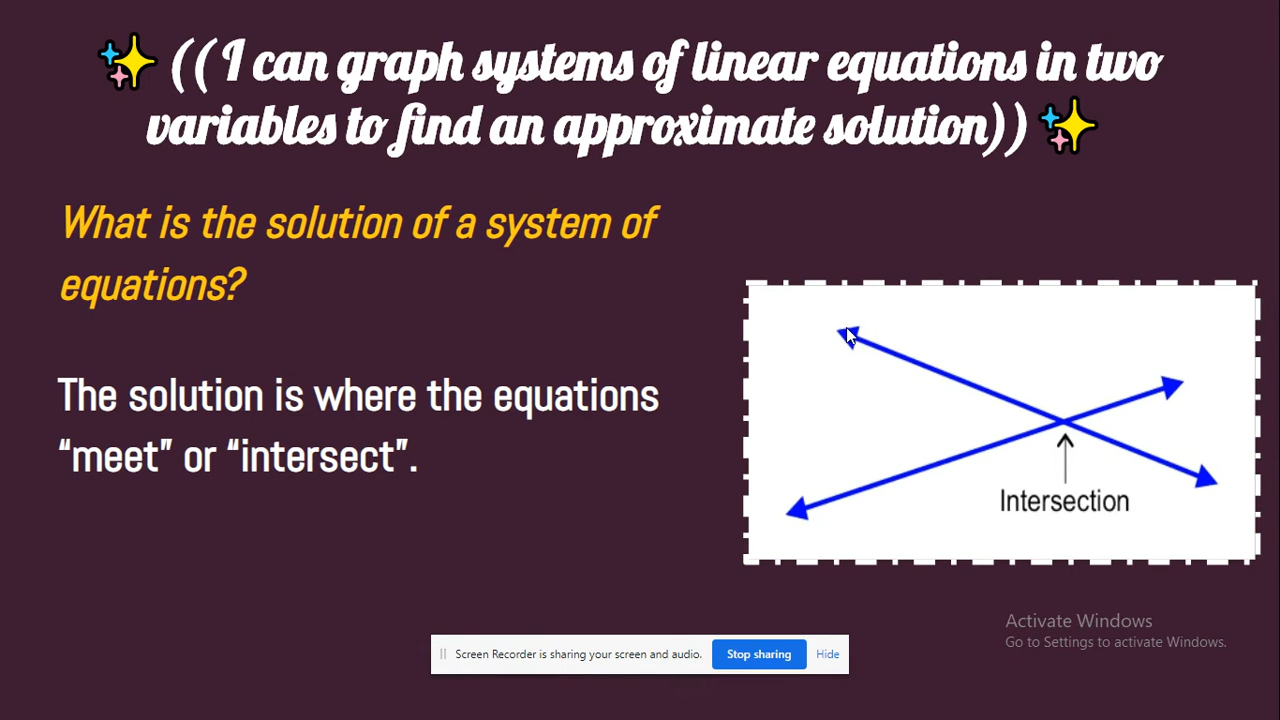 ✨ ((I can graph systems of linear equations in two
variables to find an approximate solution)) ✨
What is the solution of a system of
equations?
The solution is where the equations
“meet” or “intersect”.
Intersection
Activate Windows
Go to Settings to activate Windows.
Screen Recorder is sharing your screen and audio. Stop sharing Hide